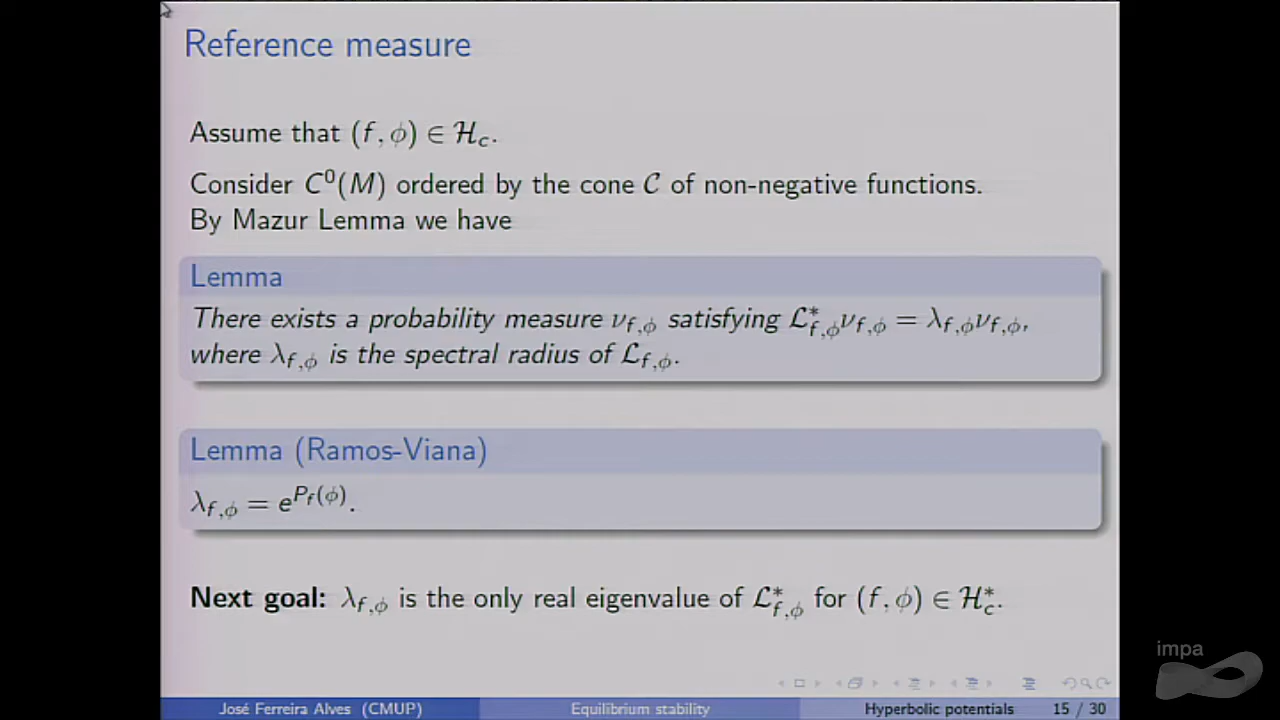 Reference measure
Assume that (f, ϕ) ∈ 𝓗_c.
Consider C⁰(M) ordered by the cone 𝒞 of non-negative functions.
By Mazur Lemma we have
Lemma
There exists a probability measure ν_{f,ϕ} satisfying 𝓛*_{f,ϕ}ν_{f,ϕ} = λ_{f,ϕ}ν_{f,ϕ},
where λ_{f,ϕ} is the spectral radius of 𝓛_{f,ϕ}.
Lemma (Ramos-Viana)
λ_{f,ϕ} = e^{P_f(ϕ)}.
Next goal: λ_{f,ϕ} is the only real eigenvalue of 𝓛*_{f,ϕ} for (f, ϕ) ∈ 𝓗*_c.
impa
José Ferreira Alves (CMUP) Equilibrium stability Hyperbolic potentials 15 / 30